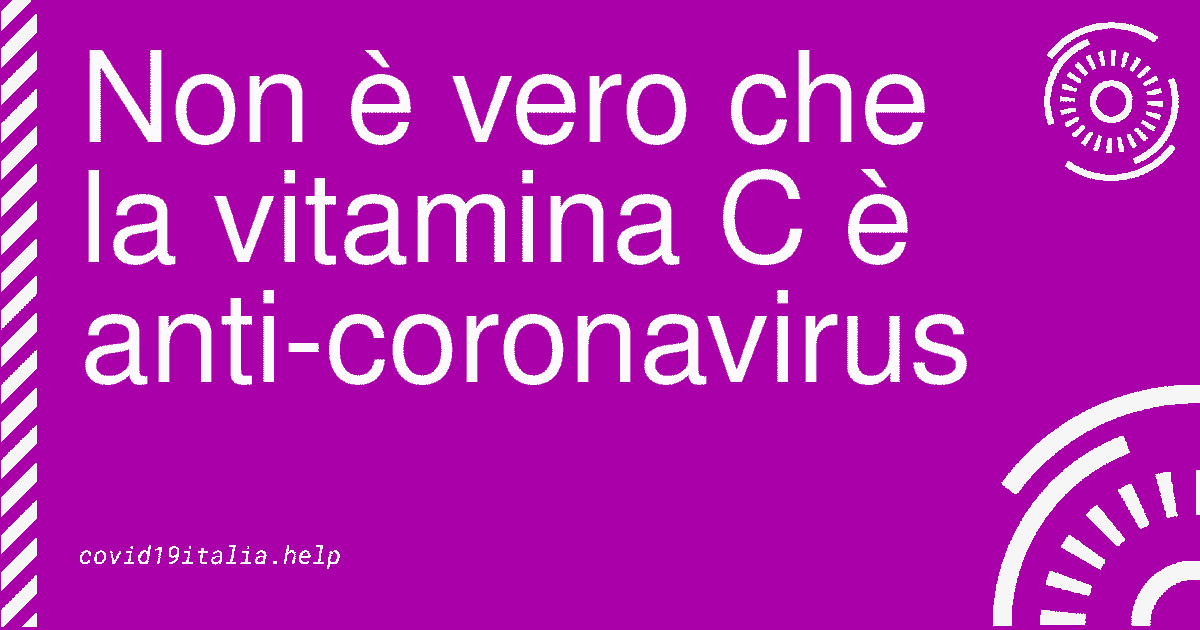 Non è vero che
la vitamina C è
anti-coronavirus
covid19italia.help